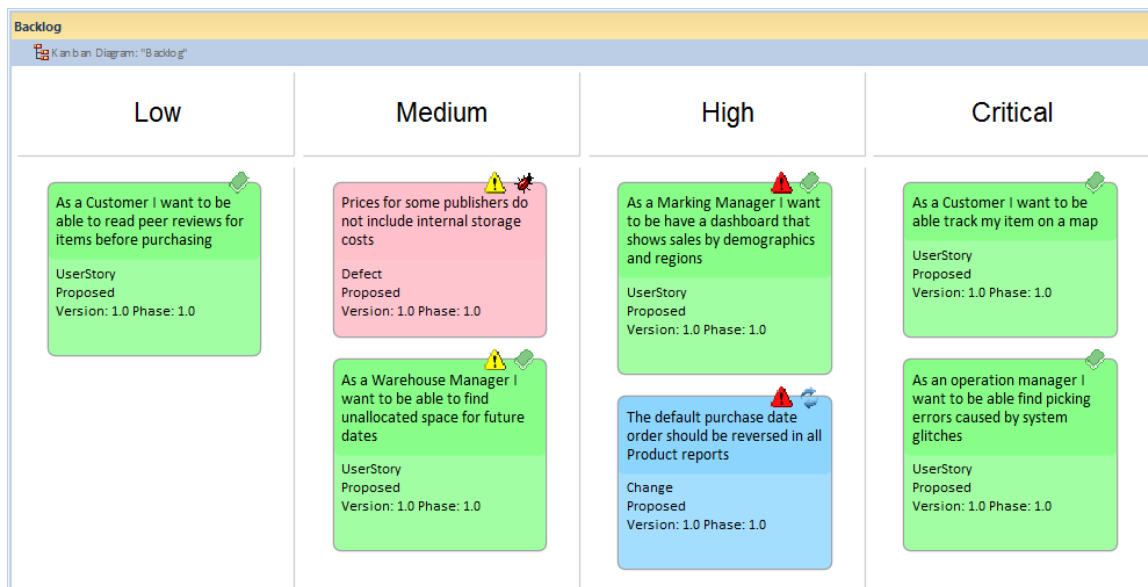 Backlog
Kanban Diagram: "Backlog"
Low
Medium
High
Critical
As a Customer I want to be
able to read peer reviews for
items before purchasing
UserStory
Proposed
Version: 1.0 Phase: 1.0
Prices for some publishers do
not include internal storage
costs
Defect
Proposed
Version: 1.0 Phase: 1.0
As a Warehouse Manager I
want to be able to find
unallocated space for future
dates
UserStory
Proposed
Version: 1.0 Phase: 1.0
As a Marking Manager I want
to be have a dashboard that
shows sales by demographics
and regions
UserStory
Proposed
Version: 1.0 Phase: 1.0
The default purchase date
order should be reversed in all
Product reports
Change
Proposed
Version: 1.0 Phase: 1.0
As a Customer I want to be
able track my item on a map
UserStory
Proposed
Version: 1.0 Phase: 1.0
As an operation manager I
want to be able find picking
errors caused by system
glitches
UserStory
Proposed
Version: 1.0 Phase: 1.0